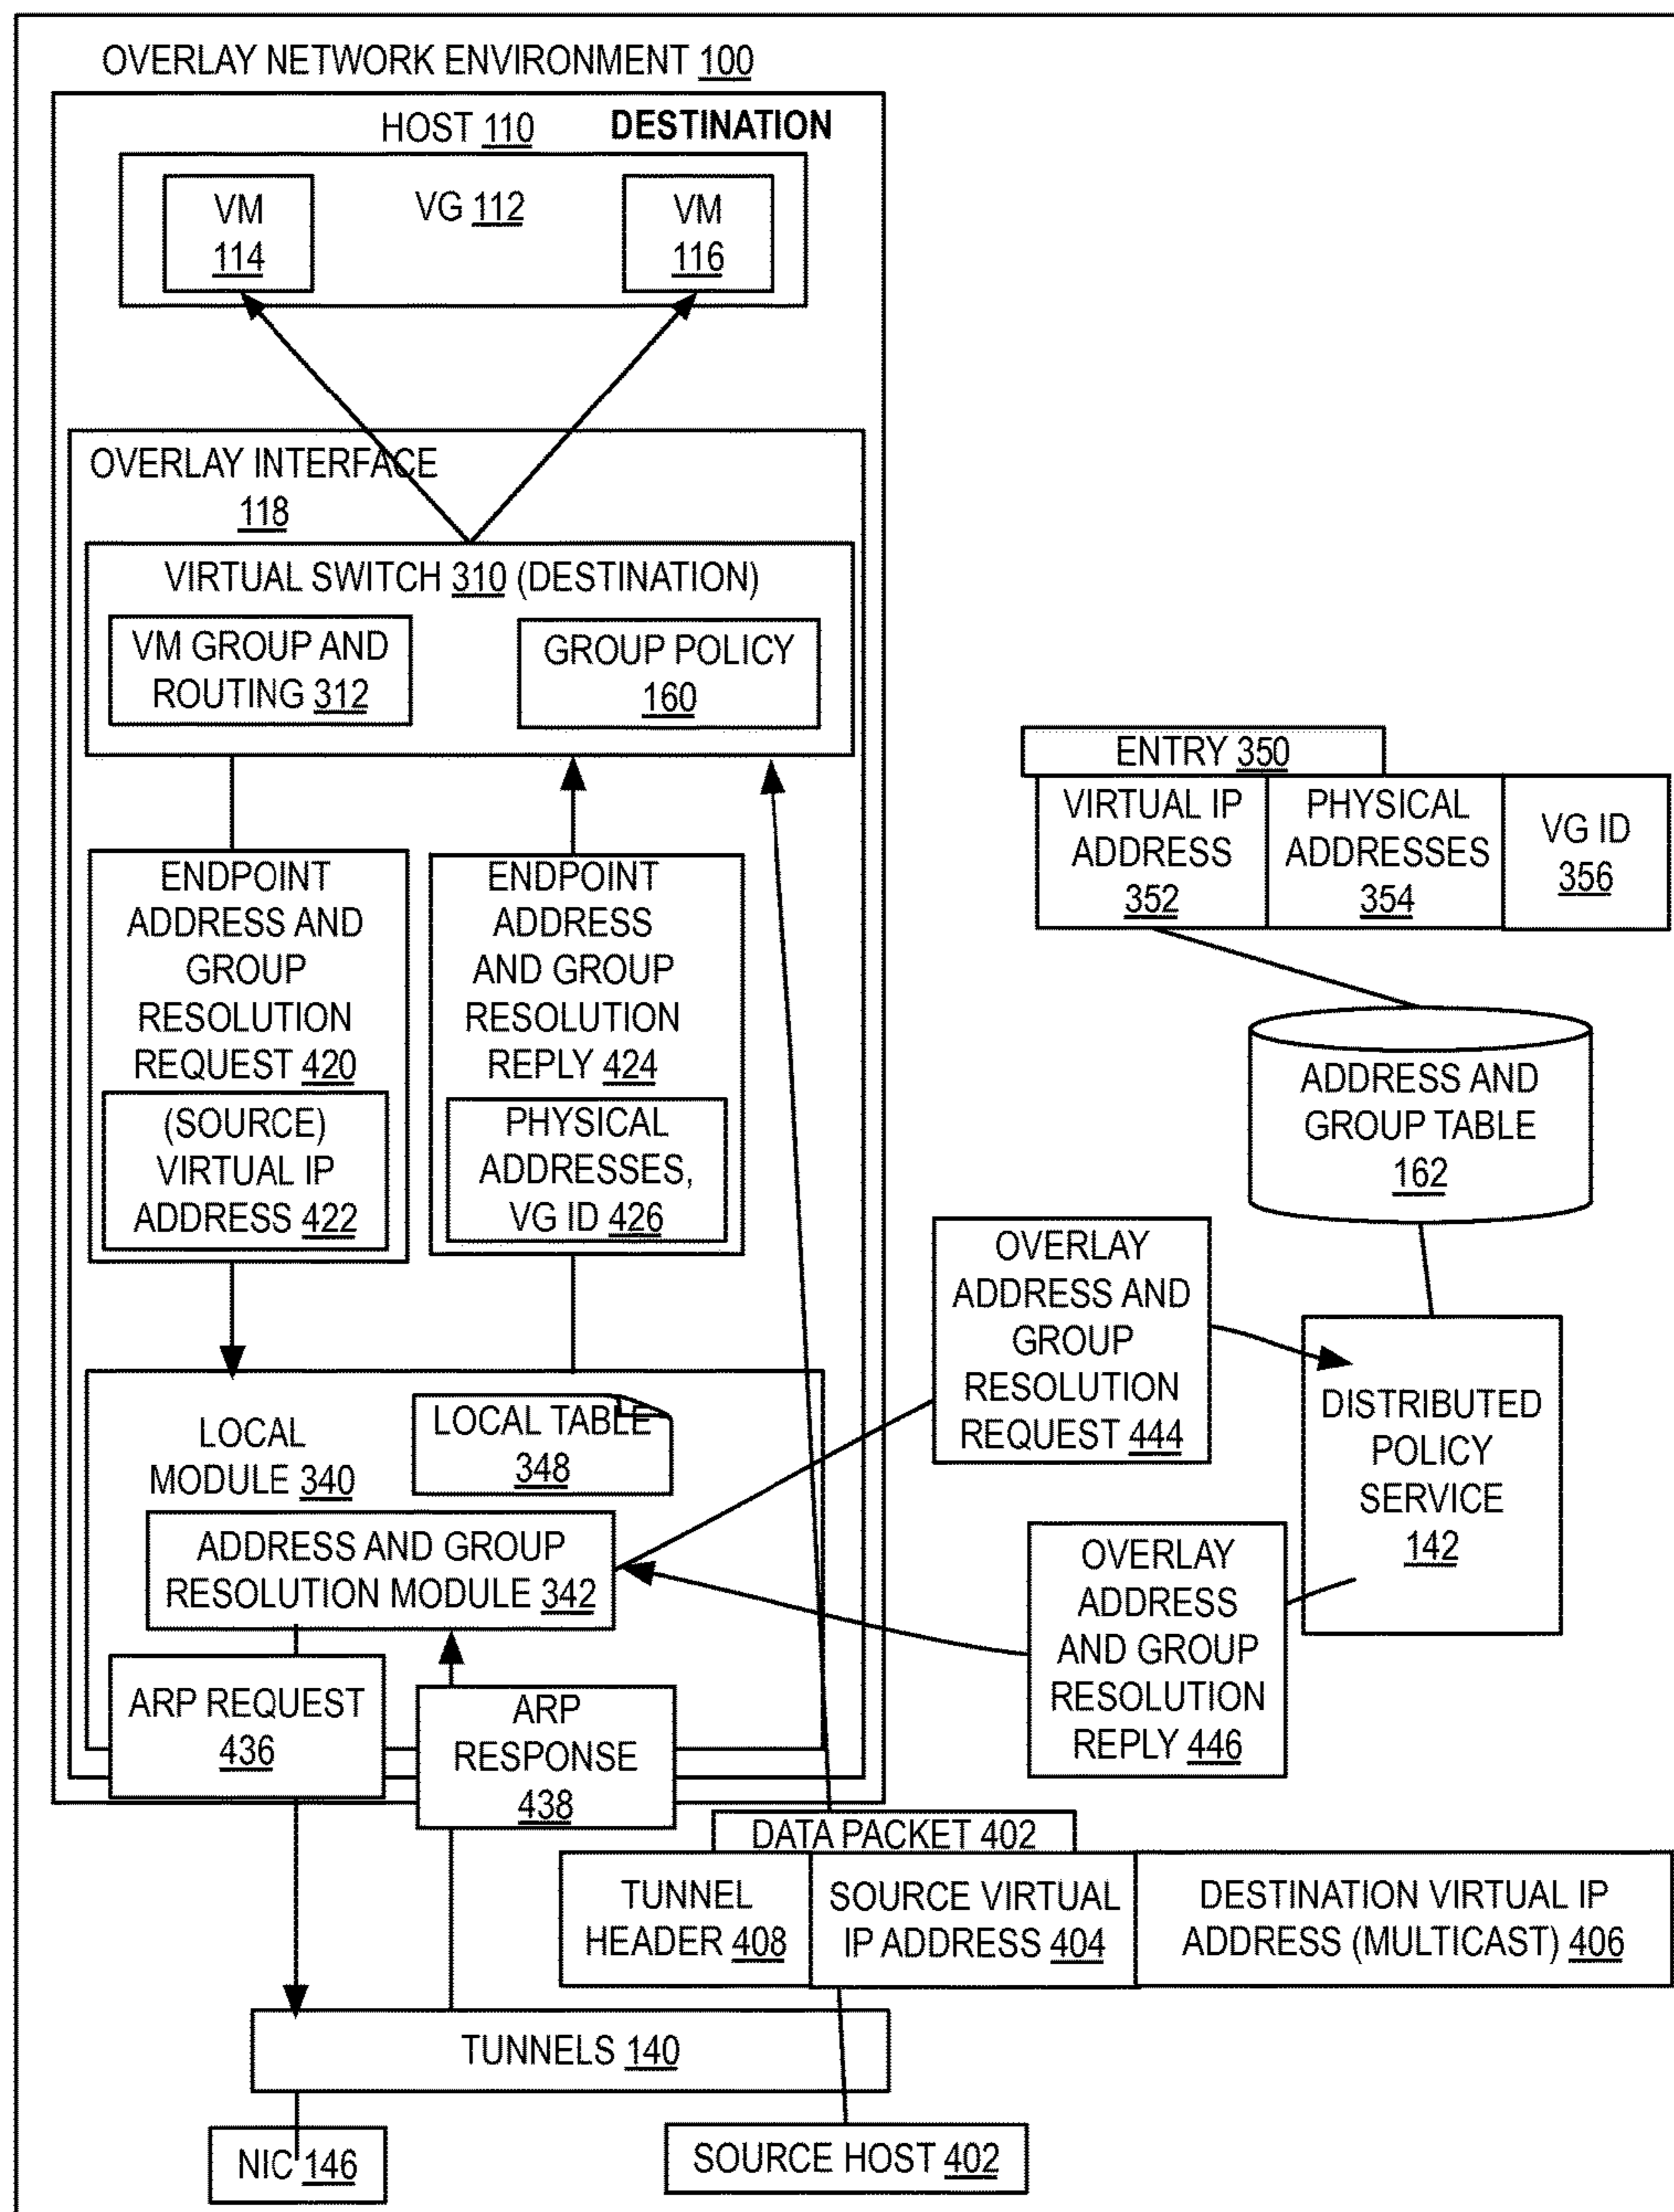 OVERLAY NETWORK ENVIRONMENT 100
HOST 110
DESTINATION
VM
114
VG 112
VM
116
OVERLAY INTERFACE
118
VIRTUAL SWITCH 310 (DESTINATION)
VM GROUP AND
ROUTING 312
GROUP POLICY
160
ENTRY 350
VIRTUAL IP
ADDRESS
352
PHYSICAL
ADDRESSES
354
VG ID
356
ENDPOINT
ADDRESS AND
GROUP
RESOLUTION
REQUEST 420
(SOURCE)
VIRTUAL IP
ADDRESS 422
ENDPOINT
ADDRESS
AND GROUP
RESOLUTION
REPLY 424
PHYSICAL
ADDRESSES,
VG ID 426
ADDRESS AND
GROUP TABLE
162
OVERLAY
ADDRESS AND
GROUP
RESOLUTION
REQUEST 444
DISTRIBUTED
POLICY
SERVICE
142
LOCAL
MODULE 340
LOCAL TABLE
348
ADDRESS AND GROUP
RESOLUTION MODULE 342
OVERLAY
ADDRESS
AND GROUP
RESOLUTION
REPLY 446
ARP REQUEST
436
ARP
RESPONSE
438
DATA PACKET 402
TUNNEL
HEADER 408
SOURCE VIRTUAL
IP ADDRESS 404
DESTINATION VIRTUAL IP
ADDRESS (MULTICAST) 406
TUNNELS 140
NIC 146
SOURCE HOST 402